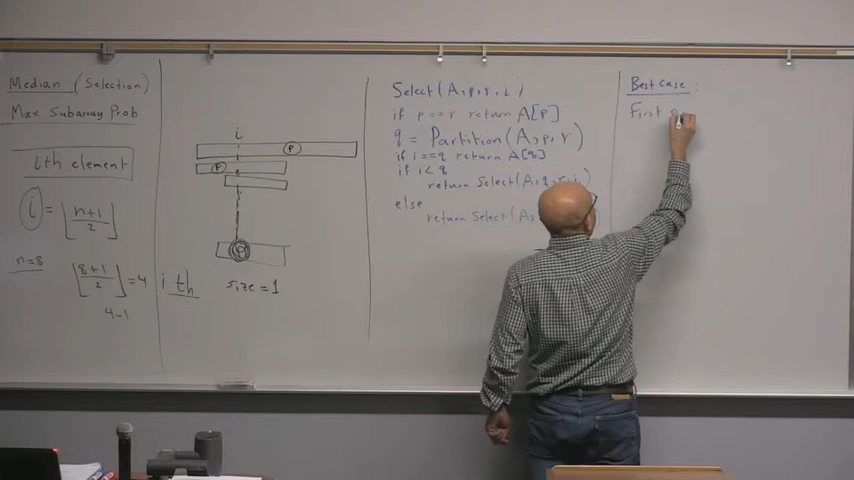 Median (Selection)
Max Subarray Prob
ith element
i = ⌊n+1/2⌋
n=8
⌊8+1/2⌋ = 4
4-1
i th
i
P
P
P
size = 1
Select(A,p,r,i)
if p==r return A[p]
q = Partition(A,p,r)
if i==q return A[q]
if i<q
return Select(A,
else
return Select(A,
Best Case:
First